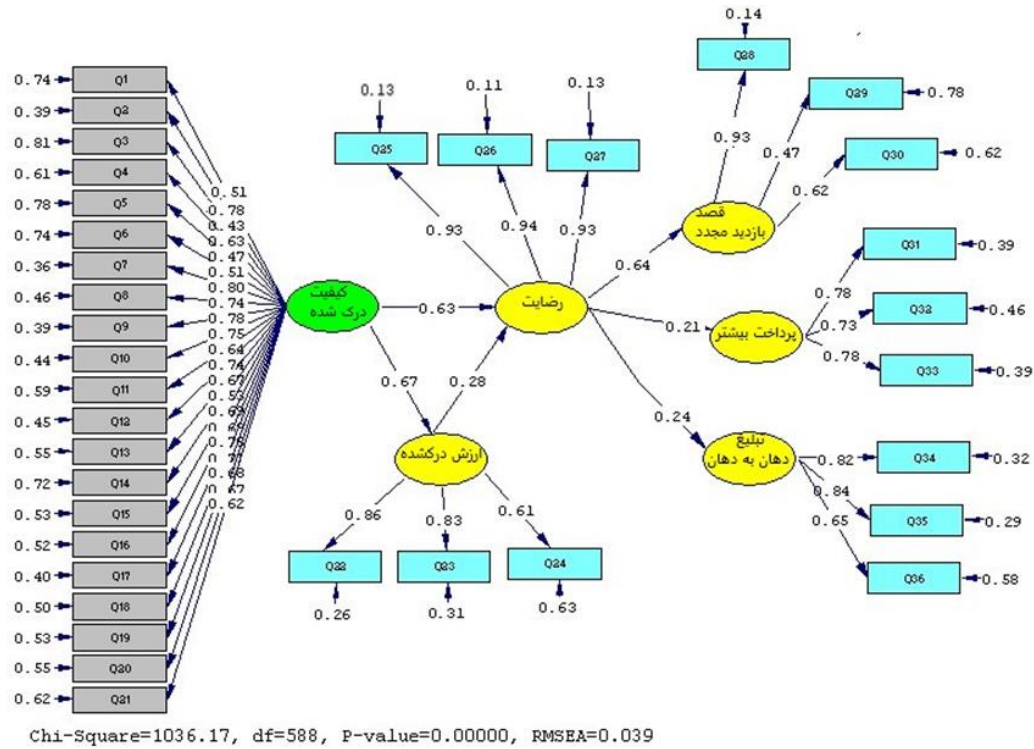 0.74 Q1
0.39 Q2
0.81 Q3
0.61 Q4
0.78 Q5
0.74 Q6
0.36 Q7
0.46 Q8
0.39 Q9
0.44 Q10
0.59 Q11
0.45 Q12
0.55 Q13
0.72 Q14
0.53 Q15
0.52 Q16
0.40 Q17
0.50 Q18
0.53 Q19
0.55 Q20
0.62 Q21
0.51
0.78
0.43
0.63
0.47
0.51
0.80
0.74
0.78
0.75
0.64
0.74
0.67
0.53
0.69
0.71
0.68
0.67
0.62
کیفیت
درک شده
0.63
0.67
0.28
0.13
0.11
0.13
Q25
Q26
Q27
0.93
0.94
0.93
رضایت
ارزش درکشده
0.86
0.83
0.61
Q22
Q23
Q24
0.26
0.31
0.63
0.64
0.21
0.24
قصد
بازدید مجدد
0.14
Q28
0.93
0.47
0.62
Q29 0.78
Q30 0.62
پرداخت بیشتر
0.78
0.73
0.78
Q31 0.39
Q32 0.46
Q33 0.39
تبلیغ
دهان به دهان
0.82
0.84
0.65
Q34 0.32
Q35 0.29
Q36 0.58
Chi-Square=1036.17, df=588, P-value=0.00000, RMSEA=0.039